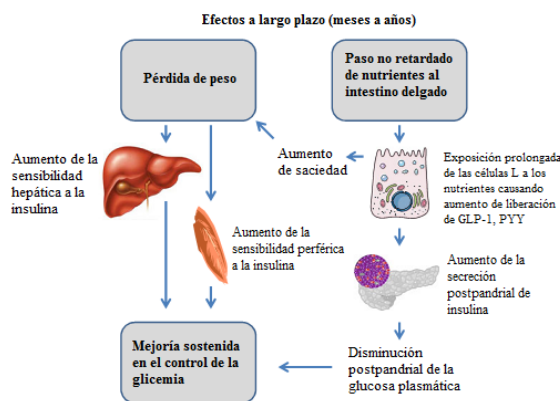 Efectos a largo plazo (meses a años)
Pérdida de peso
Paso no retardado
de nutrientes al
intestino delgado
Aumento de la
sensibilidad
hepática a la
insulina
Aumento
de saciedad
Exposición prolongada
de las células L a los
nutrientes causando
aumento de liberación
de GLP-1, PYY
Aumento de la
sensibilidad perférica
a la insulina
Aumento de la
secreción
postpandrial de
insulina
Mejoría sostenida
en el control de la
glicemia
Disminución
postpandrial de la
glucosa plasmática